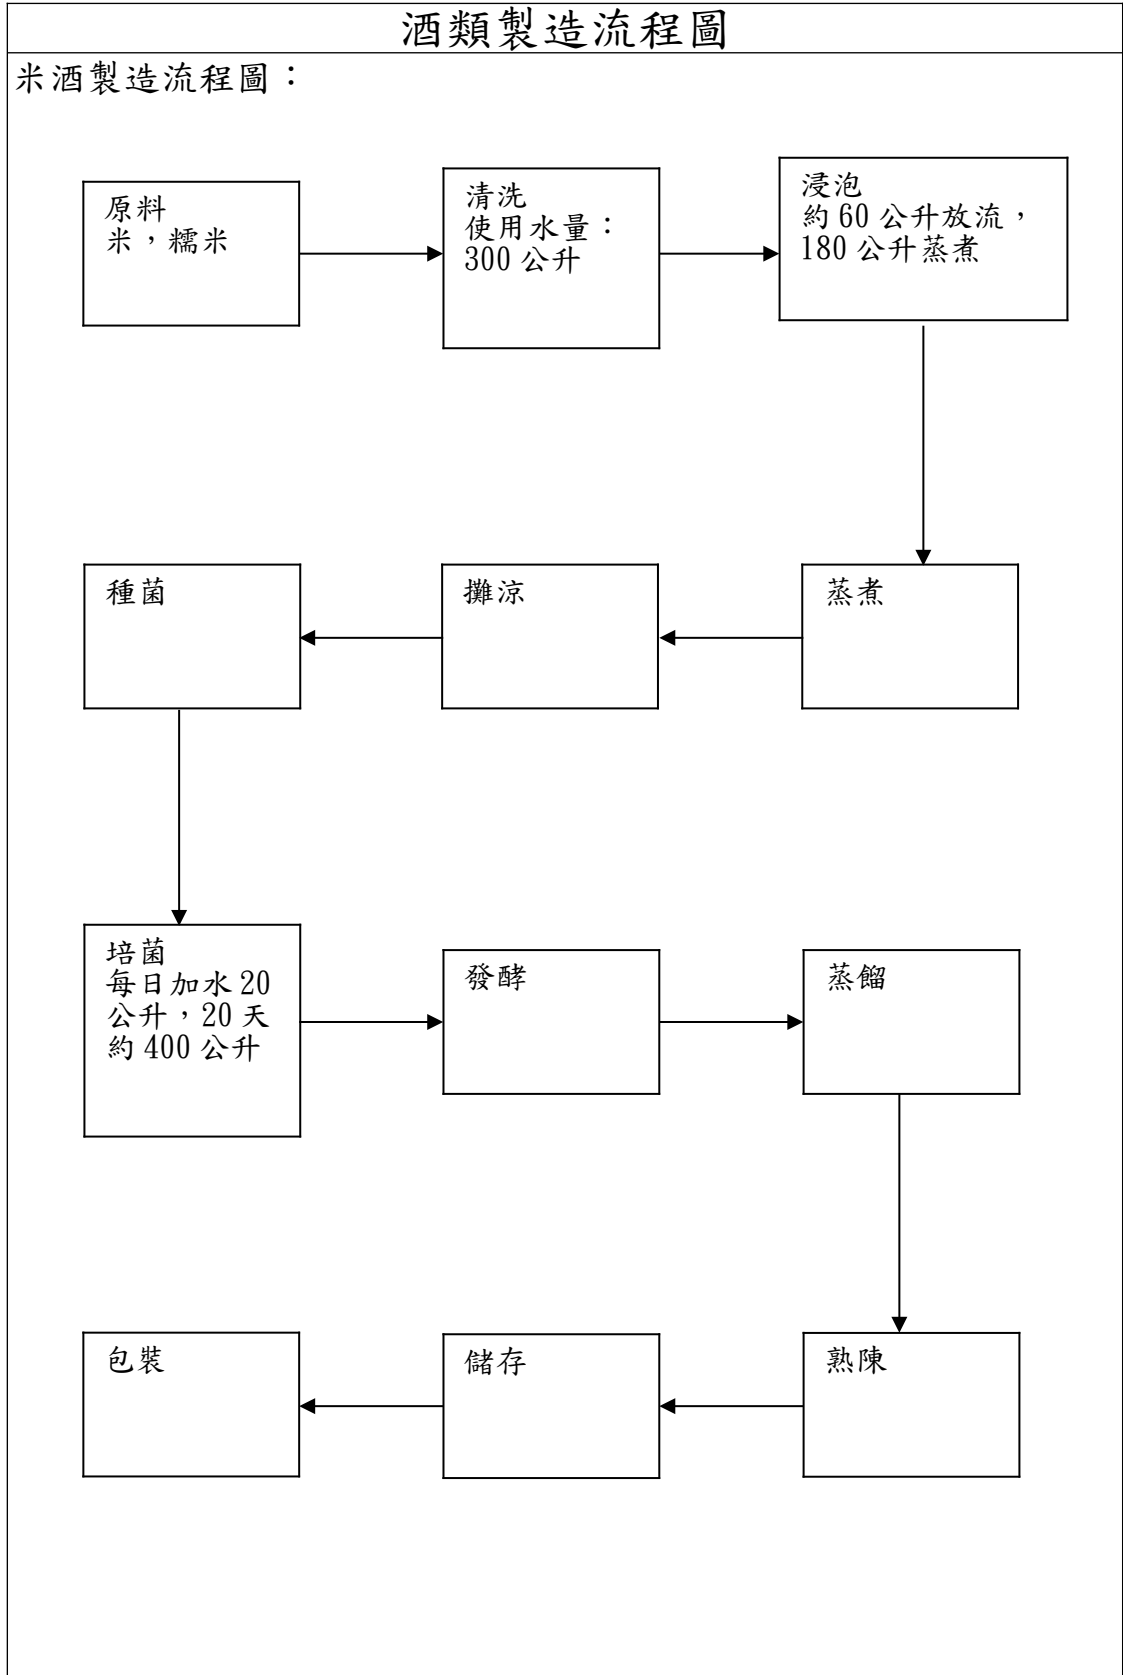 酒類製造流程圖
米酒製造流程圖：
原料
米，糯米
清洗
使用水量：
300 公升
浸泡
約 60 公升放流，
180 公升蒸煮
種菌
攤涼
蒸煮
培菌
每日加水 20
公升，20 天
約 400 公升
發酵
蒸餾
包裝
儲存
熟陳